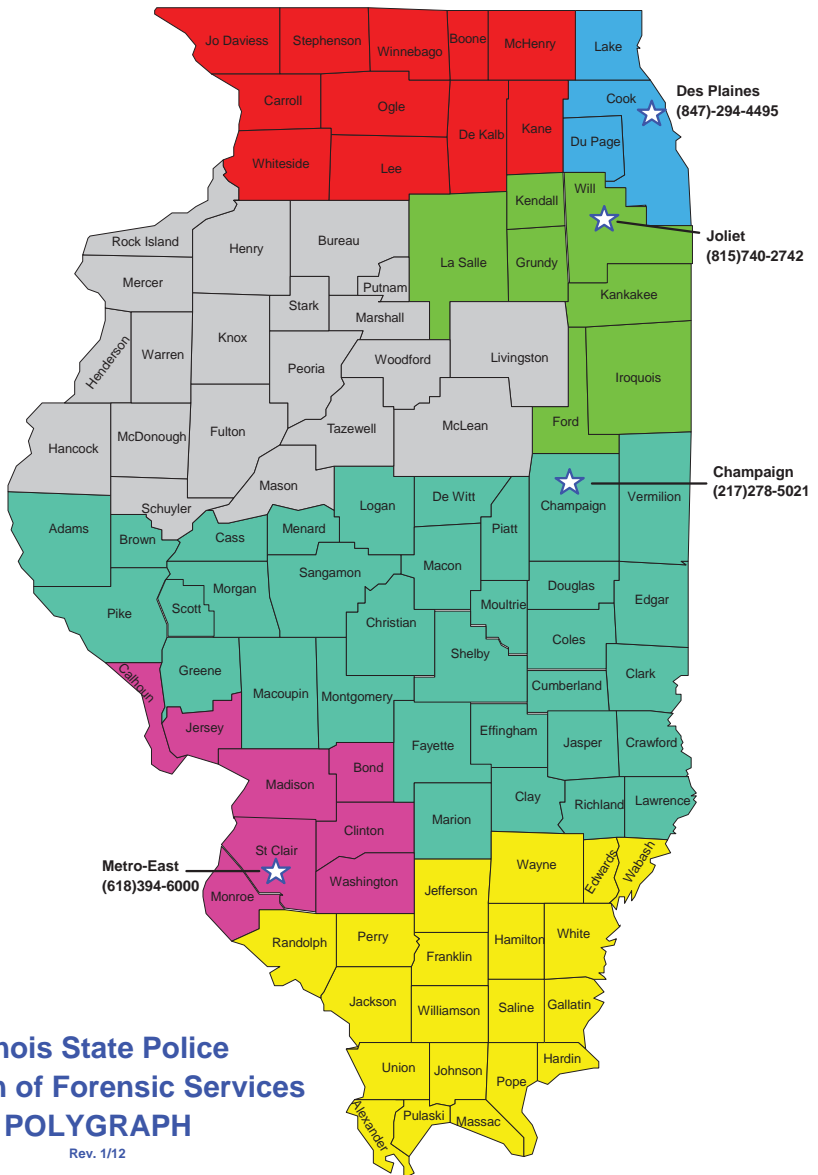 Jo Daviess
Stephenson
Winnebago
Boone
McHenry
Lake
Carroll
Ogle
De Kalb
Kane
Cook
Du Page
Des Plaines
(847)-294-4495
Whiteside
Lee
Kendall
Will
Rock Island
Henry
Bureau
La Salle
Grundy
Joliet
(815)740-2742
Mercer
Putnam
Kankakee
Stark
Marshall
Henderson
Warren
Knox
Peoria
Woodford
Livingston
Iroquois
Hancock
McDonough
Fulton
Tazewell
McLean
Ford
Schuyler
Mason
Logan
De Witt
Champaign
Vermilion
Champaign
(217)278-5021
Adams
Brown
Cass
Menard
Piatt
Macon
Sangamon
Morgan
Scott
Pike
Christian
Moultrie
Douglas
Edgar
Coles
Shelby
Calhoun
Greene
Macoupin
Montgomery
Cumberland
Clark
Jersey
Fayette
Effingham
Jasper
Crawford
Madison
Bond
Clay
Richland
Lawrence
Clinton
Marion
St Clair
Metro-East
(618)394-6000
Washington
Monroe
Jefferson
Wayne
Edwards
Wabash
Randolph
Perry
Franklin
Hamilton
White
Jackson
Williamson
Saline
Gallatin
Union
Johnson
Pope
Hardin
Alexander
Pulaski
Massac
nois State Police
n of Forensic Services
POLYGRAPH
Rev. 1/12